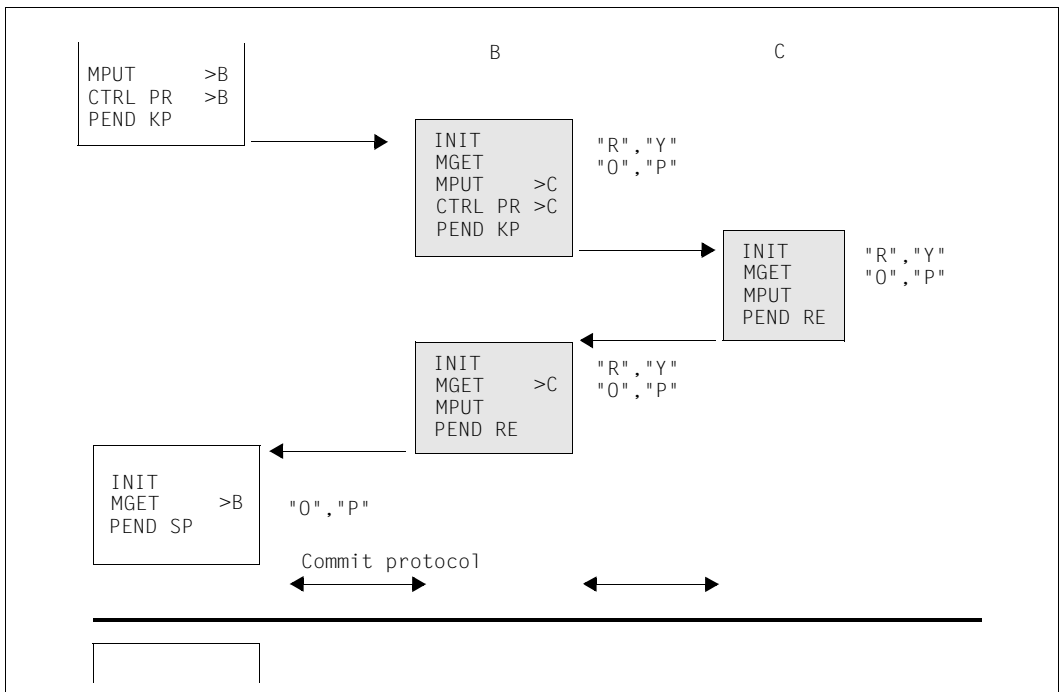 B C
MPUT >B
CTRL PR >B
PEND KP
INIT
MGET
MPUT >C
CTRL PR >C
PEND KP
"R","Y"
"O","P"
INIT
MGET
MPUT
PEND RE
"R","Y"
"O","P"
INIT
MGET >C
MPUT
PEND RE
"R","Y"
"O","P"
INIT
MGET >B
PEND SP
"O","P"
Commit protocol